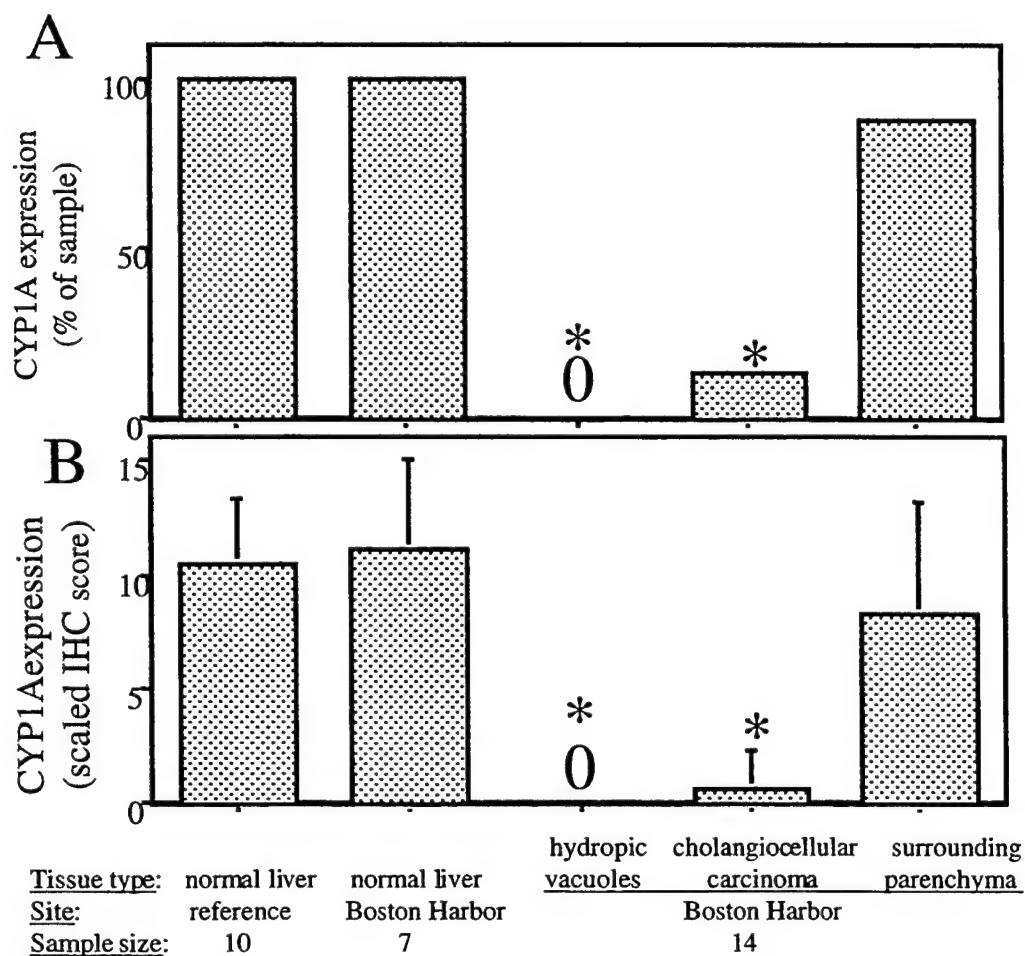 A
CYP1A expression
(% of sample)
100
50
0
*
0
*
B
CYP1Aexpression
(scaled IHC score)
15
10
5
0
*
0
*
hydropic cholangiocellular surrounding
Tissue type: normal liver normal liver vacuoles carcinoma parenchyma
Site: reference Boston Harbor Boston Harbor
Sample size: 10 7 14